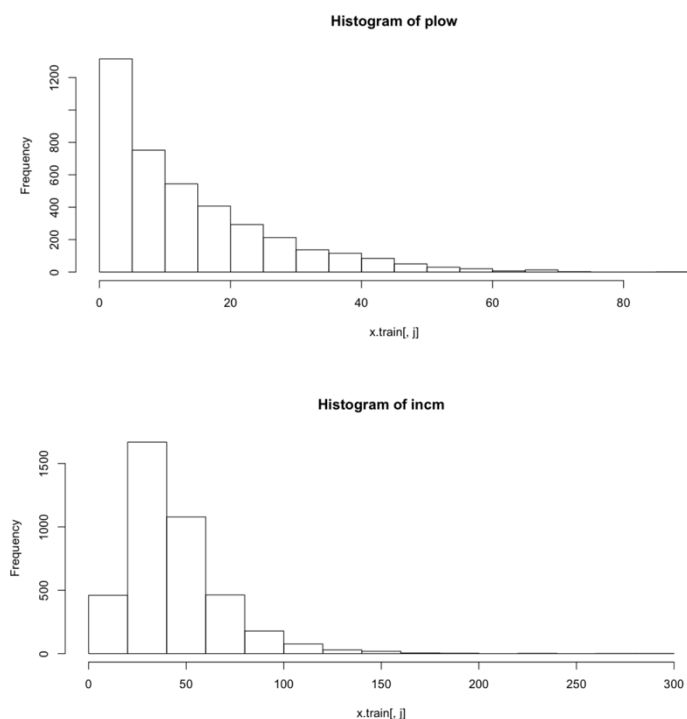 Histogram of plow
Frequency
0 200 400 600 800 1200
0 20 40 60 80
x.train[, j]
Histogram of incm
Frequency
0 500 1000 1500
0 50 100 150 200 250 300
x.train[, j]